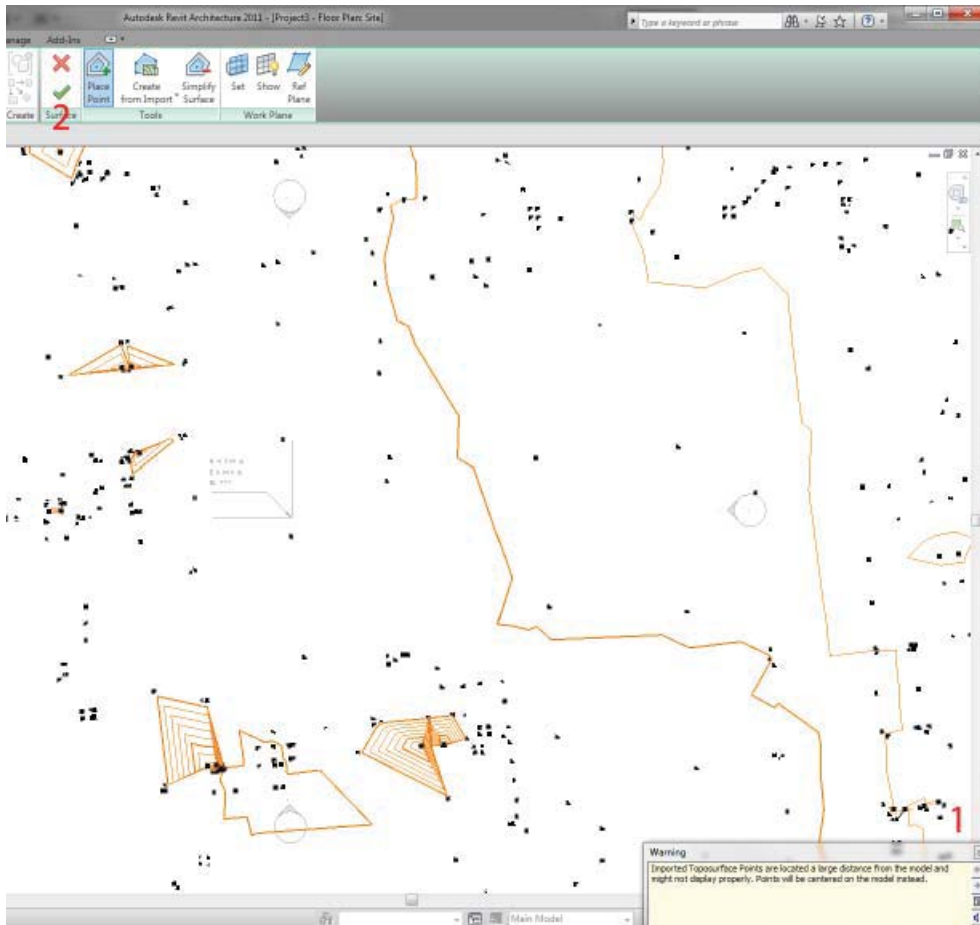 Autodesk Revit Architecture 2011 - [Project3 - Floor Plan: Site]
Type a keyword or phrase
anage Add-Ins
Place Point
Create from Import
Simplify Surface
Set
Show
Ref Plane
Create
Surface
Tools
Work Plane
2
1
Warning
Imported Toposurface Points are located a large distance from the model and
might not display properly. Points will be centered on the model instead.
Main Model